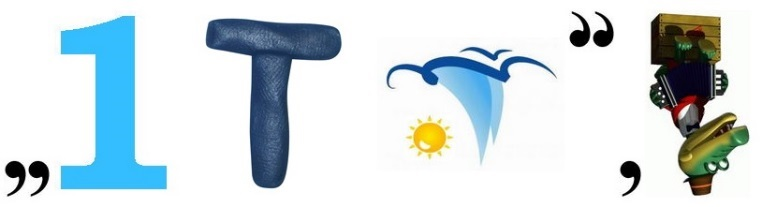 ,, 1 T “ ,